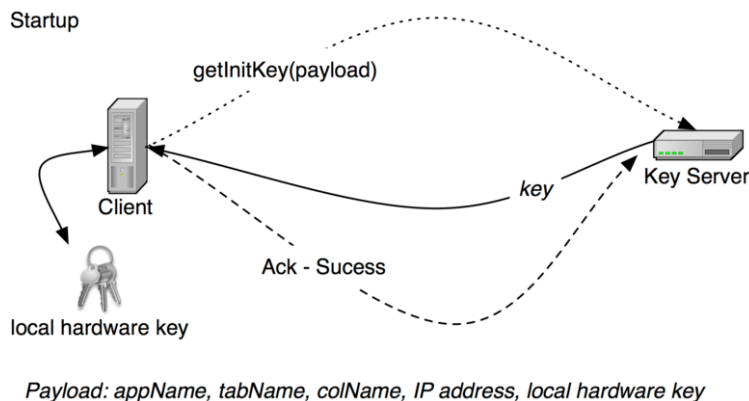 Startup
getInitKey(payload)
Client
key
Key Server
Ack - Sucess
local hardware key
Payload: appName, tabName, colName, IP address, local hardware key